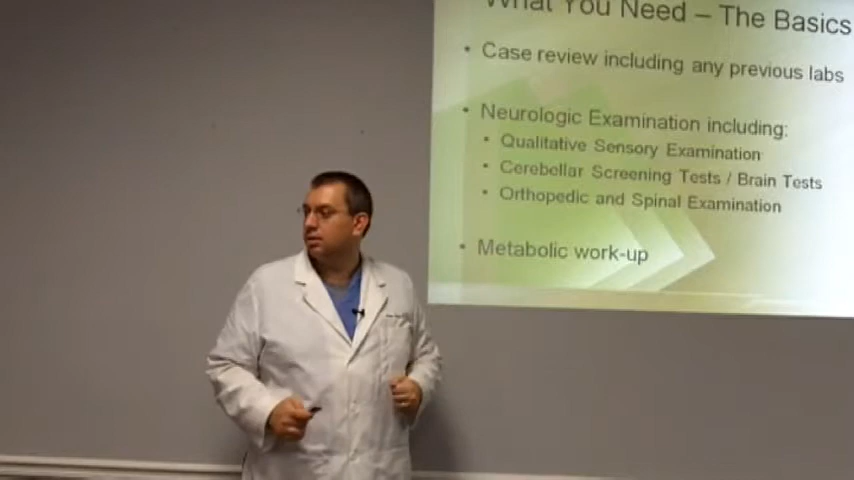 What You Need – The Basics
• Case review including any previous labs
• Neurologic Examination including:
• Qualitative Sensory Examination
• Cerebellar Screening Tests / Brain Tests
• Orthopedic and Spinal Examination
• Metabolic work-up